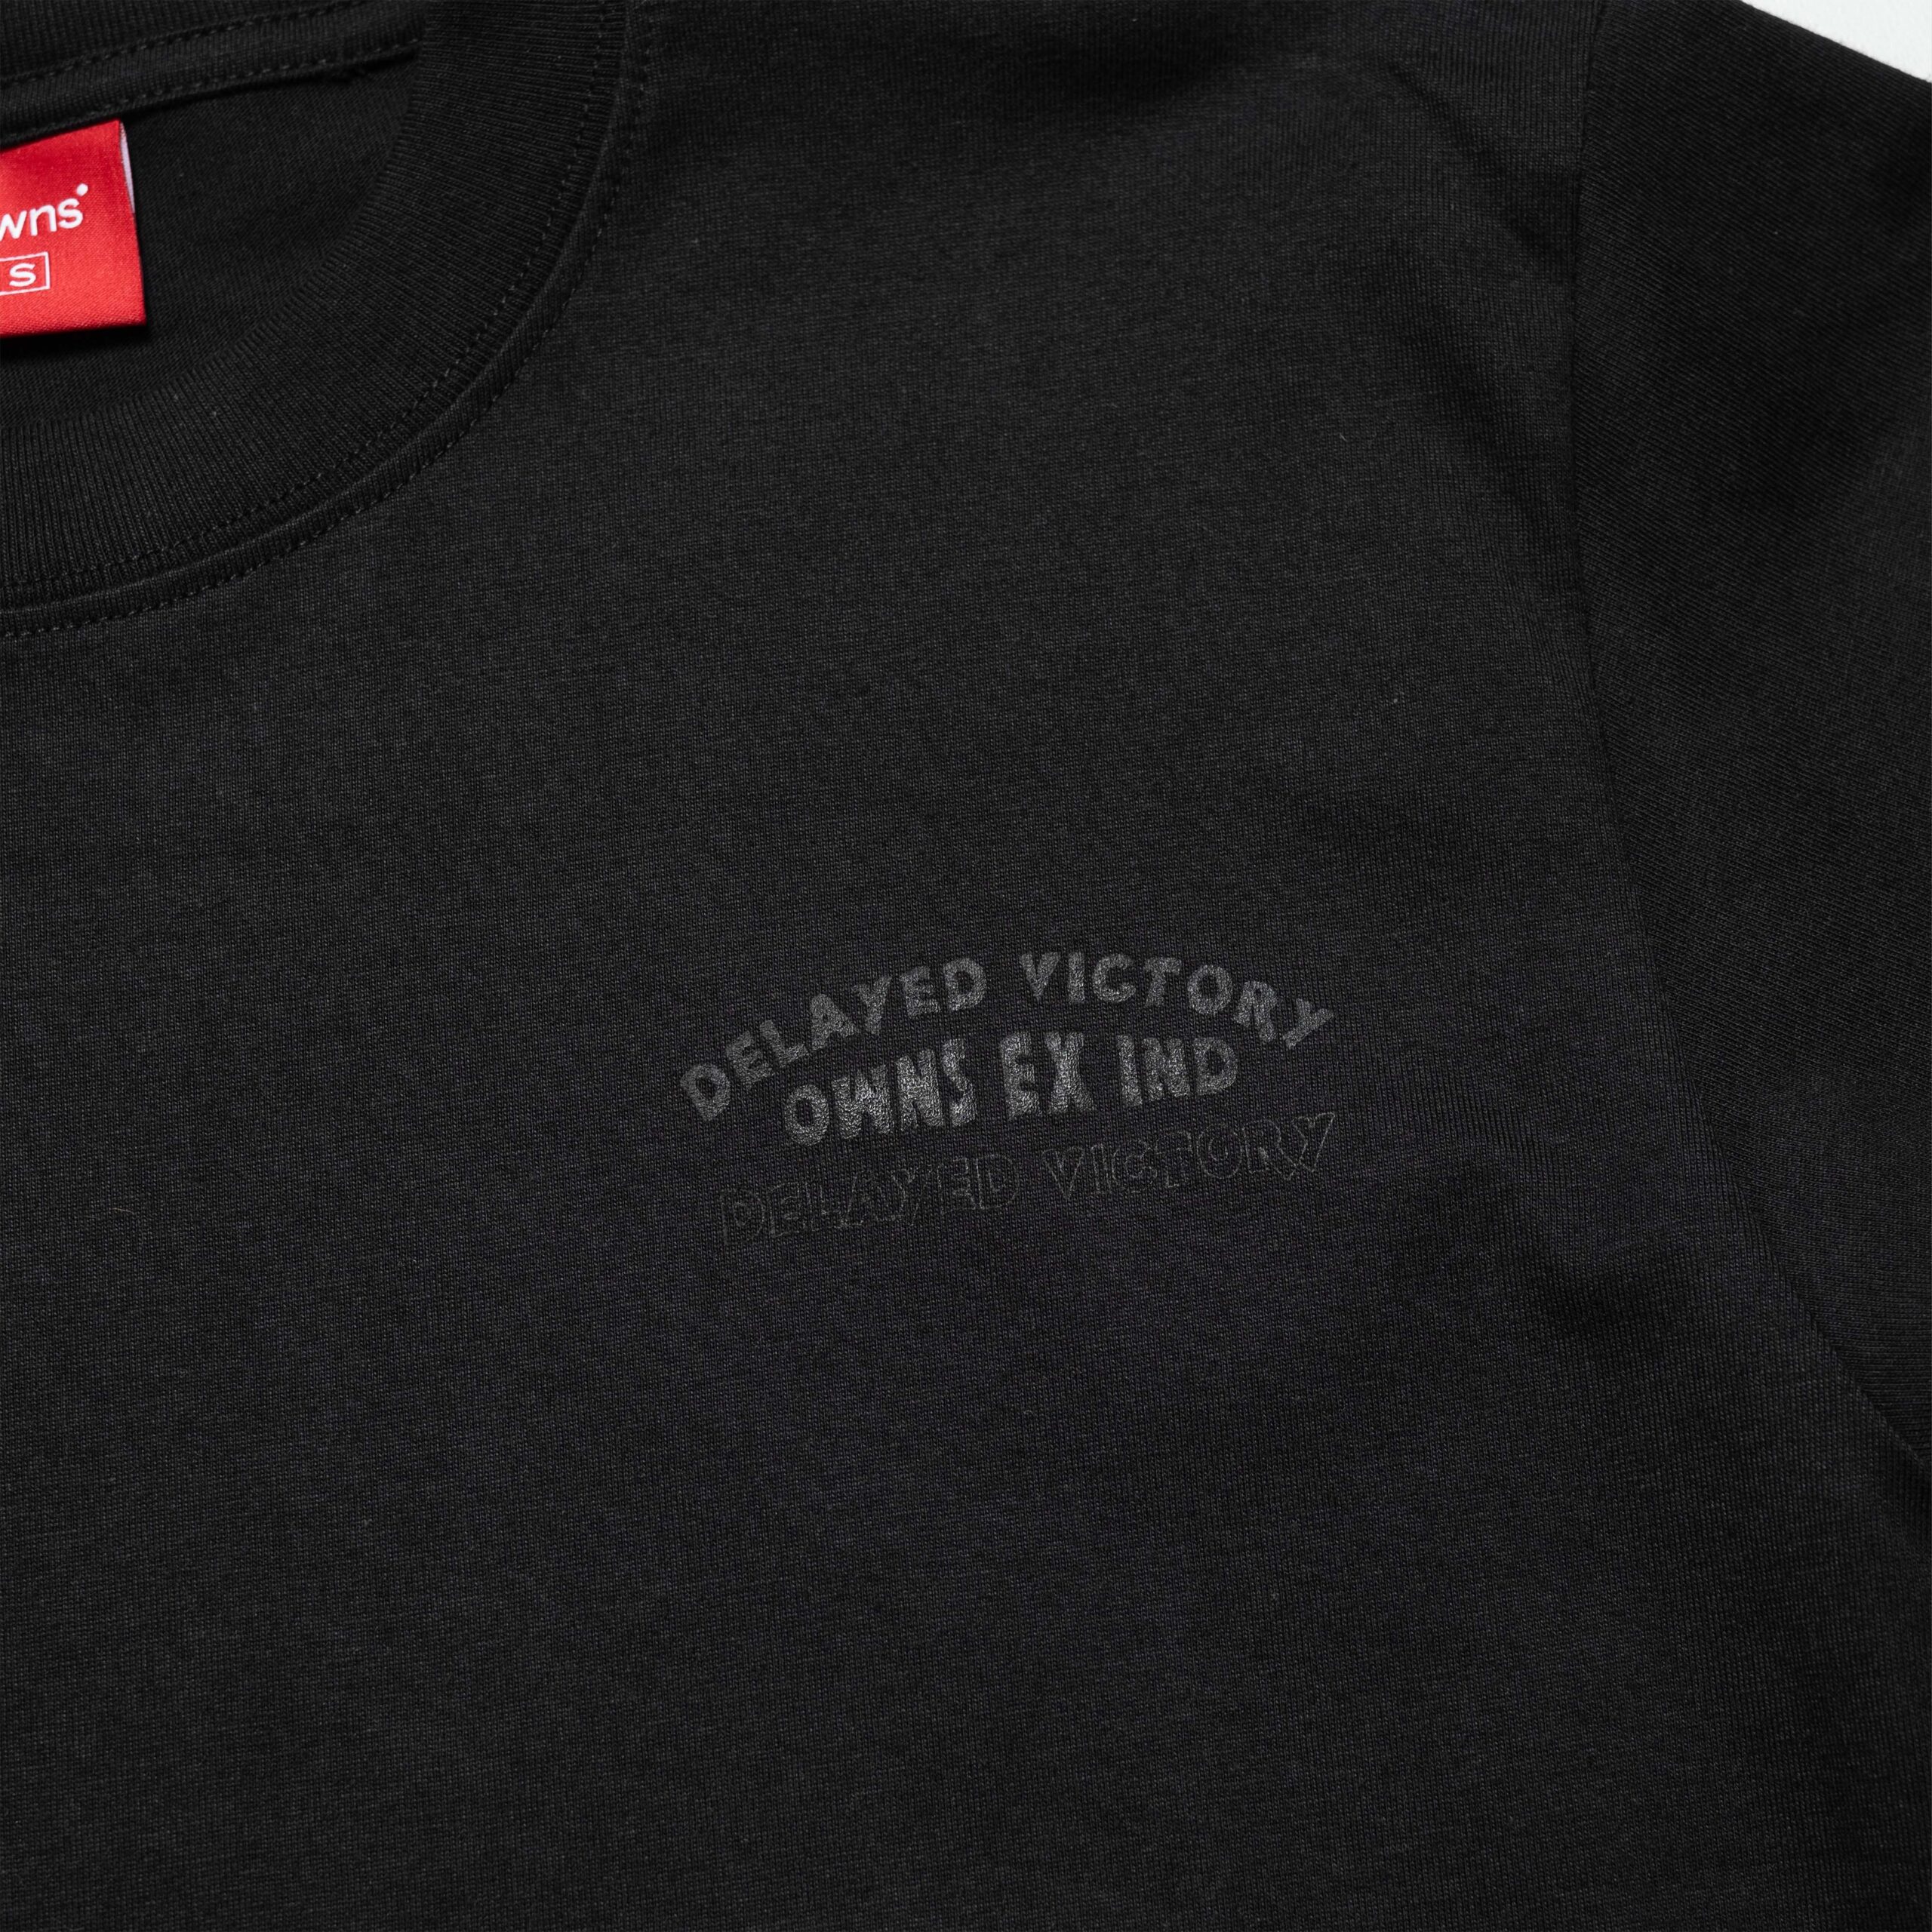 wns
S
DELAYED VICTORY
OWNS EX IND
DELAYED VICTORY